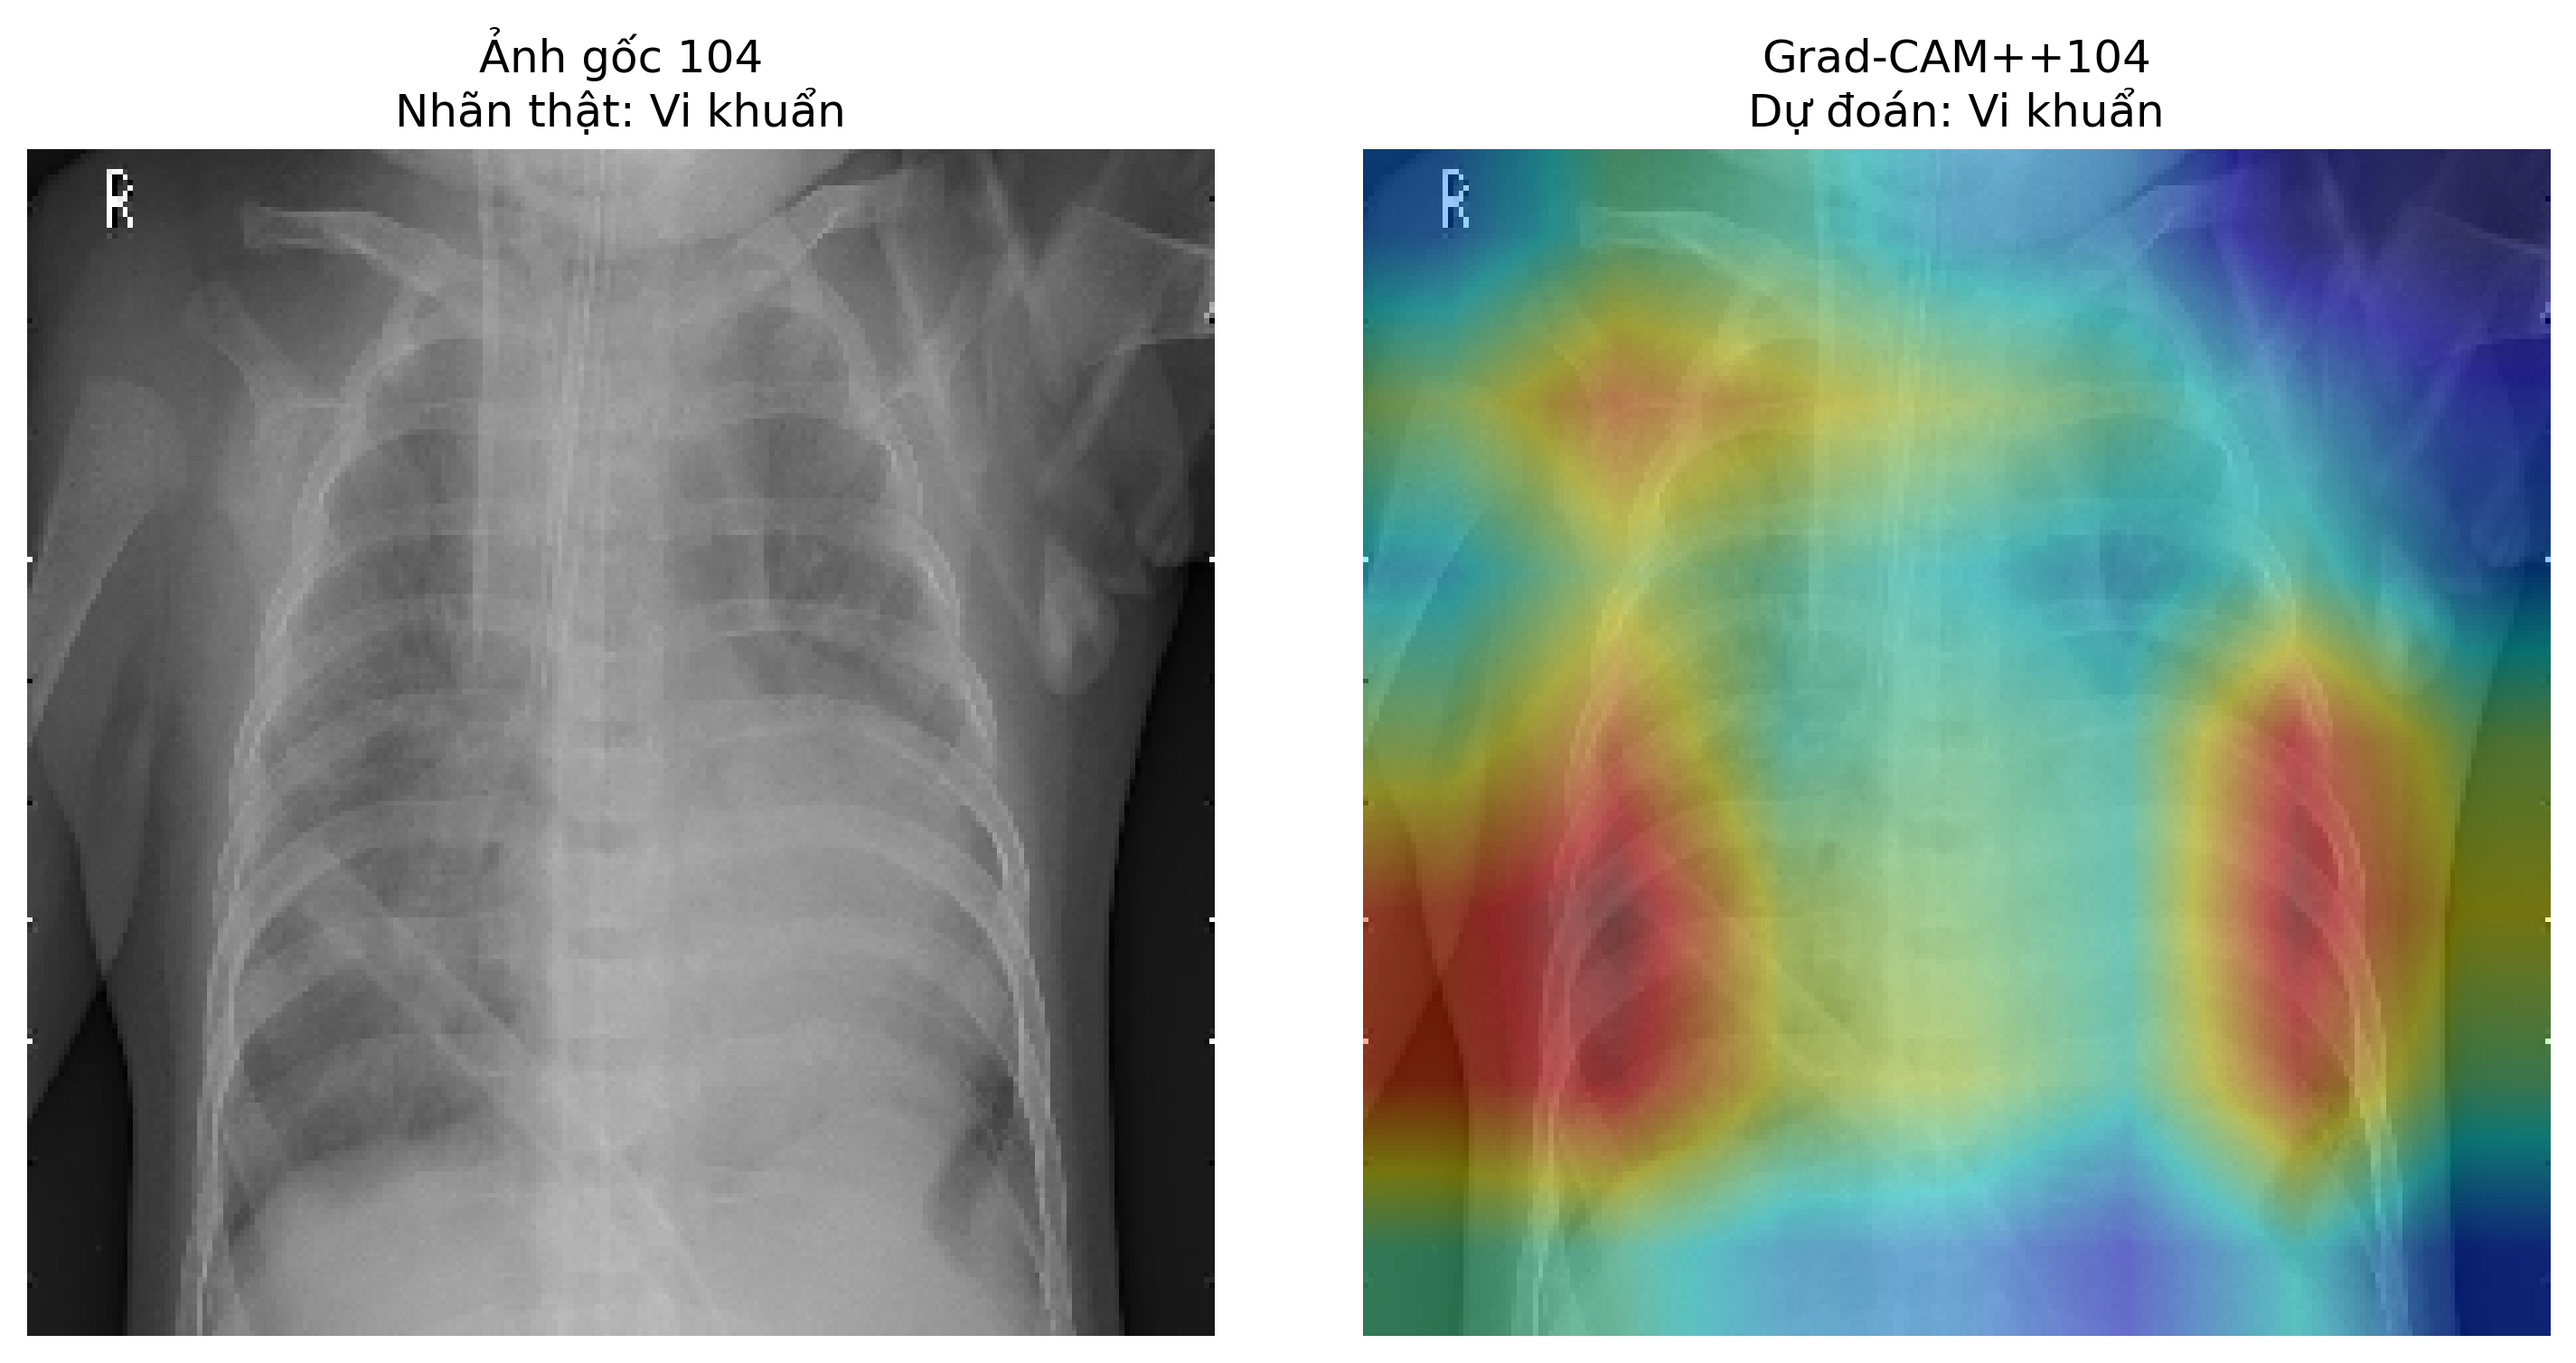 Ảnh gốc 104
Nhãn thật: Vi khuẩn
R
Grad-CAM++104
Dự đoán: Vi khuẩn
R